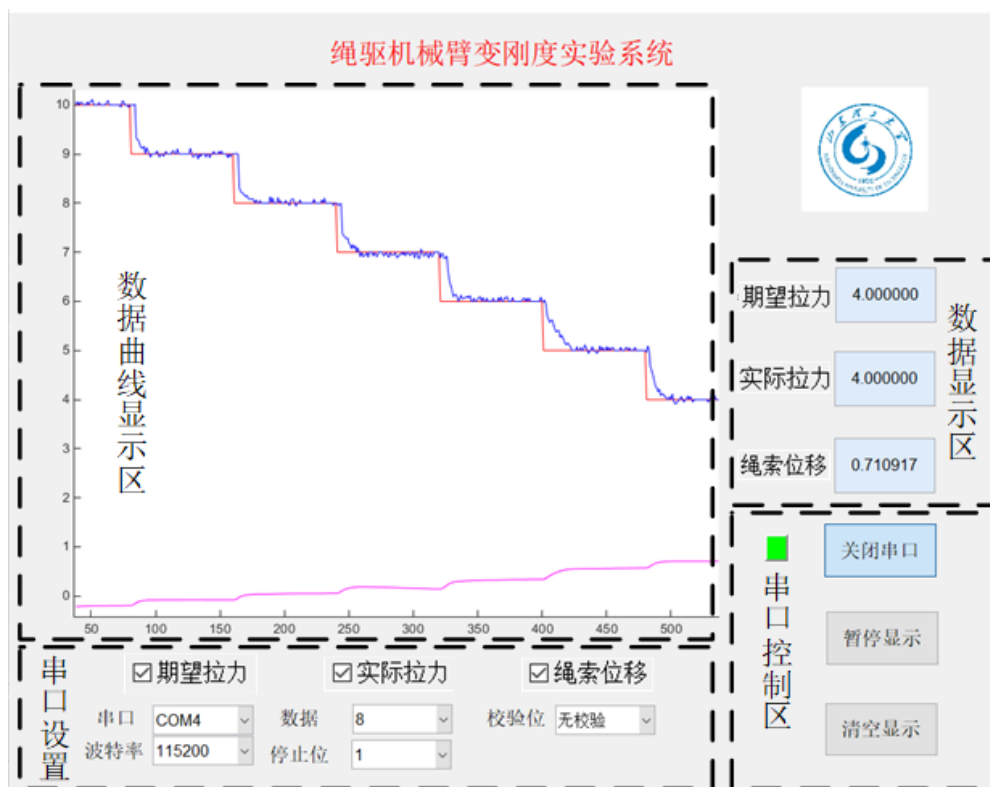 绳驱机械臂变刚度实验系统
10
9
8
7
6
5
4
3
2
1
0
50 100 150 200 250 300 350 400 450 500
数据曲线显示区
期望拉力 4.000000
实际拉力 4.000000
绳索位移 0.710917
数据显示区
关闭串口
暂停显示
清空显示
串口控制区
串口设置
期望拉力 实际拉力 绳索位移
串口 COM4 数据 8 校验位 无校验
波特率 115200 停止位 1